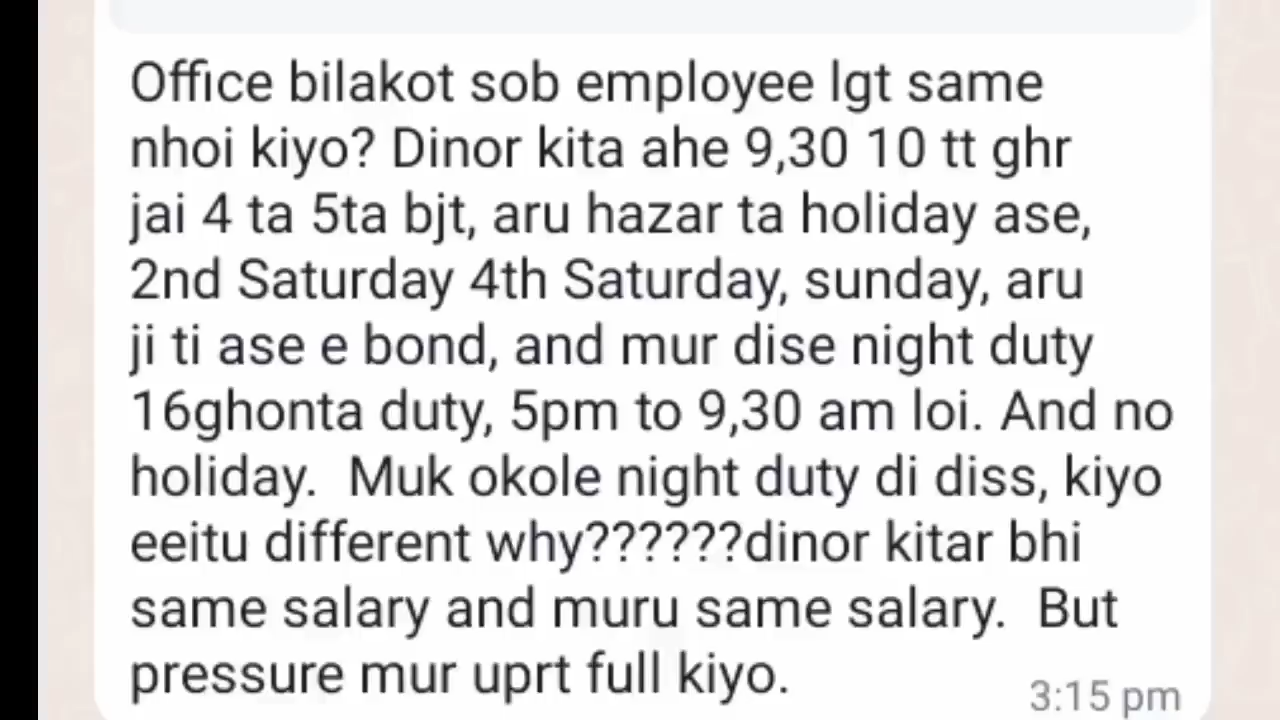 Office bilakot sob employee lgt same
nhoi kiyo? Dinor kita ahe 9,30 10 tt ghr
jai 4 ta 5ta bjt, aru hazar ta holiday ase,
2nd Saturday 4th Saturday, sunday, aru
ji ti ase e bond, and mur dise night duty
16ghonta duty, 5pm to 9,30 am loi. And no
holiday.  Muk okole night duty di diss, kiyo
eeitu different why??????dinor kitar bhi
same salary and muru same salary.  But
pressure mur uprt full kiyo.
3:15 pm